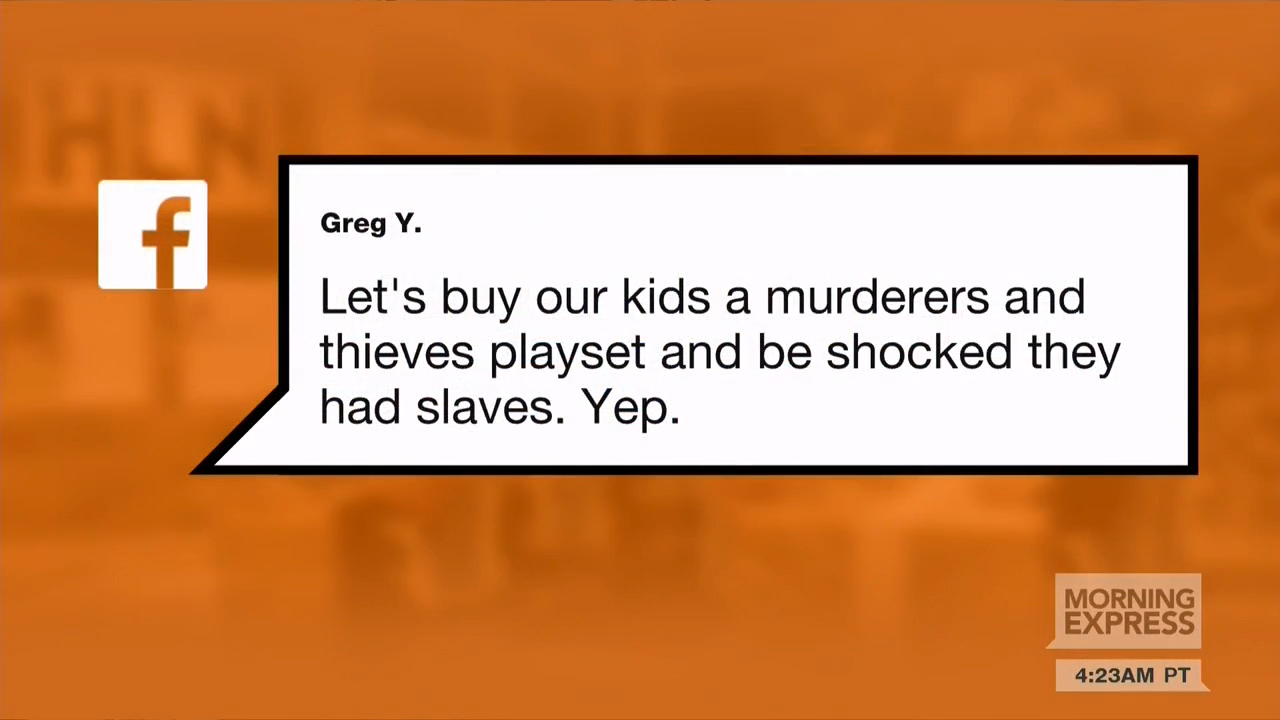 HLN
Greg Y.
Let's buy our kids a murderers and
thieves playset and be shocked they
had slaves. Yep.
MORNING
EXPRESS
4:23AM PT